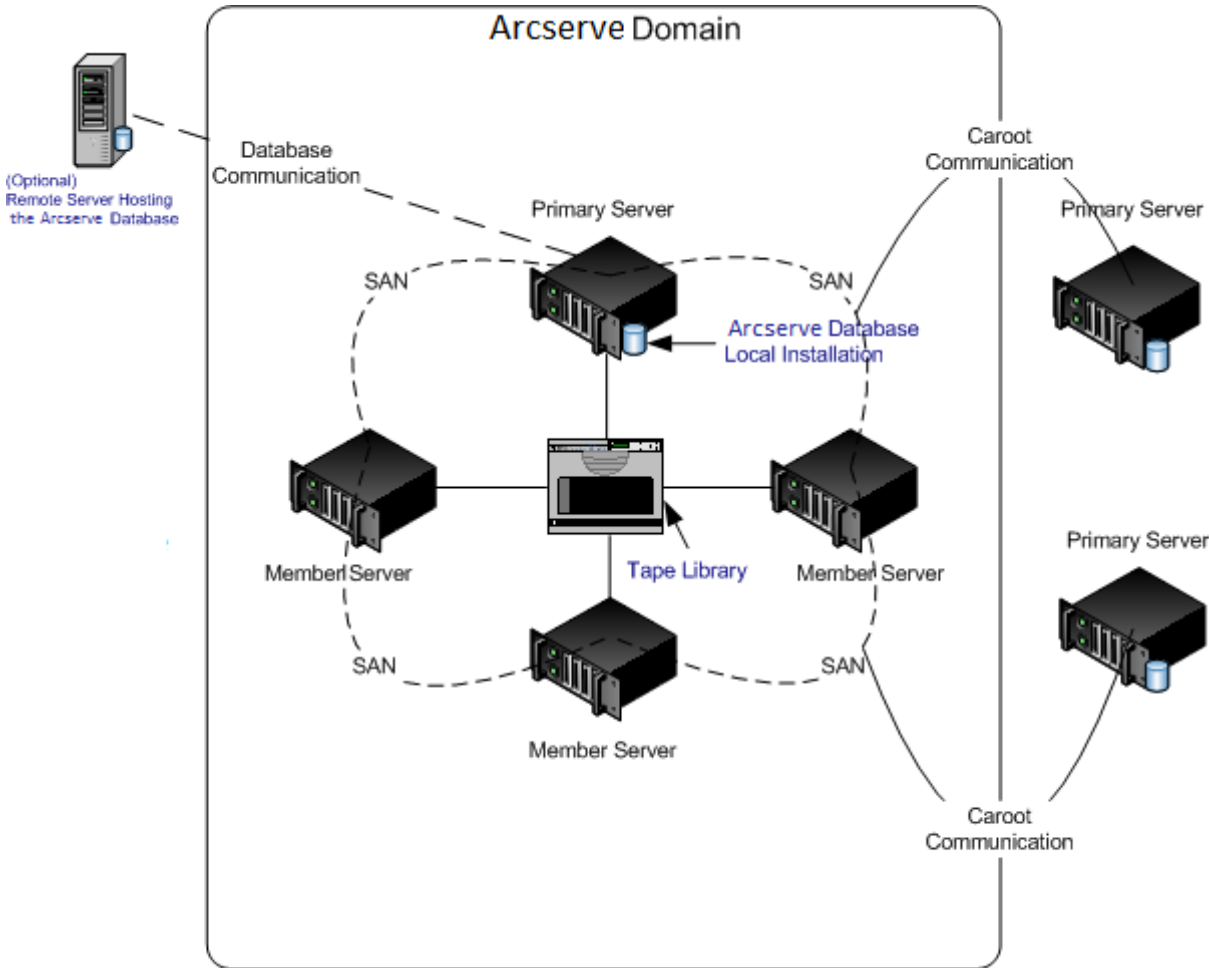 Arcserve Domain
(Optional)
Remote Server Hosting
the Arcserve Database
Database
Communication
Caroot
Communication
Primary Server
Primary Server
SAN
SAN
Arcserve Database
Local Installation
Member Server
Tape Library
Member Server
Primary Server
SAN
SAN
Member Server
Caroot
Communication